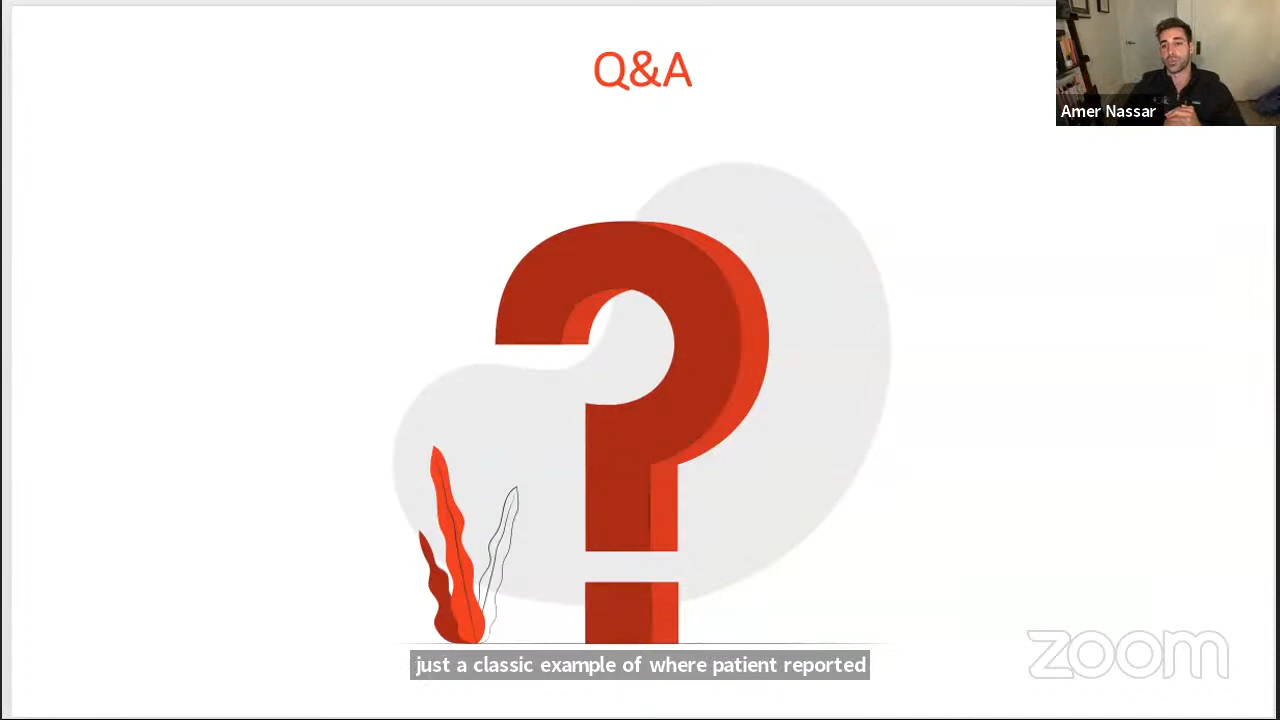 Q&A
Amer Nassar
just a classic example of where patient reported
zoom